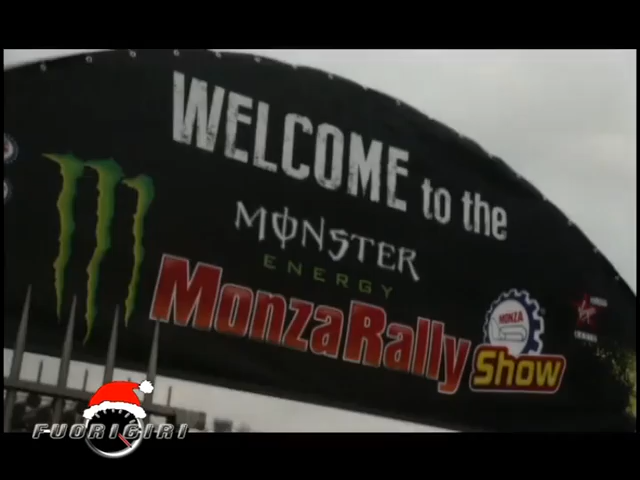 WELCOME to the
MONSTER
ENERGY
MonzaRally
MONZA
Show
FUORIGIRI